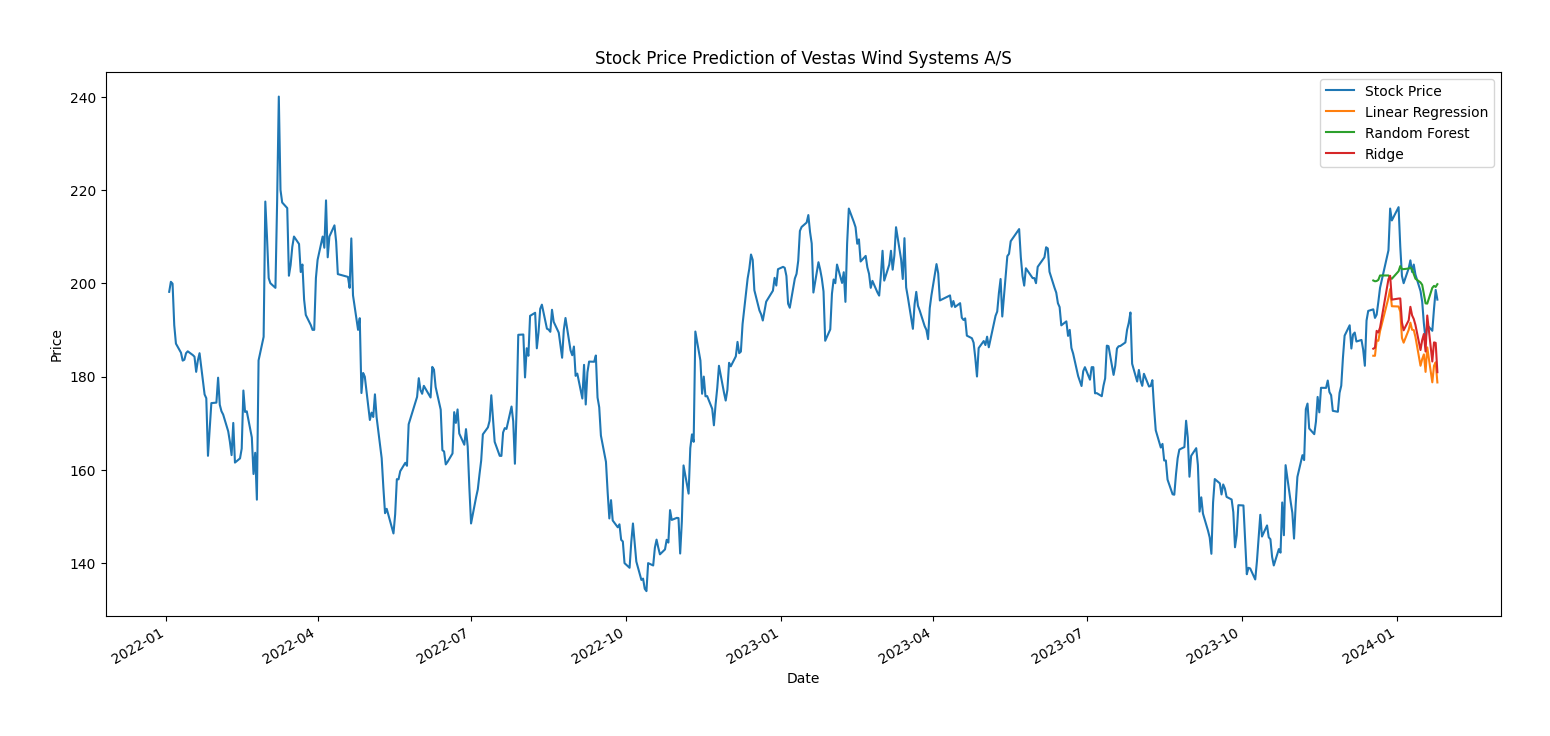 Stock Price Prediction of Vestas Wind Systems A/S
Stock Price
Linear Regression
Random Forest
Ridge
Price
240
220
200
180
160
140
2022-01
2022-04
2022-07
2022-10
2023-01
2023-04
2023-07
2023-10
2024-01
Date